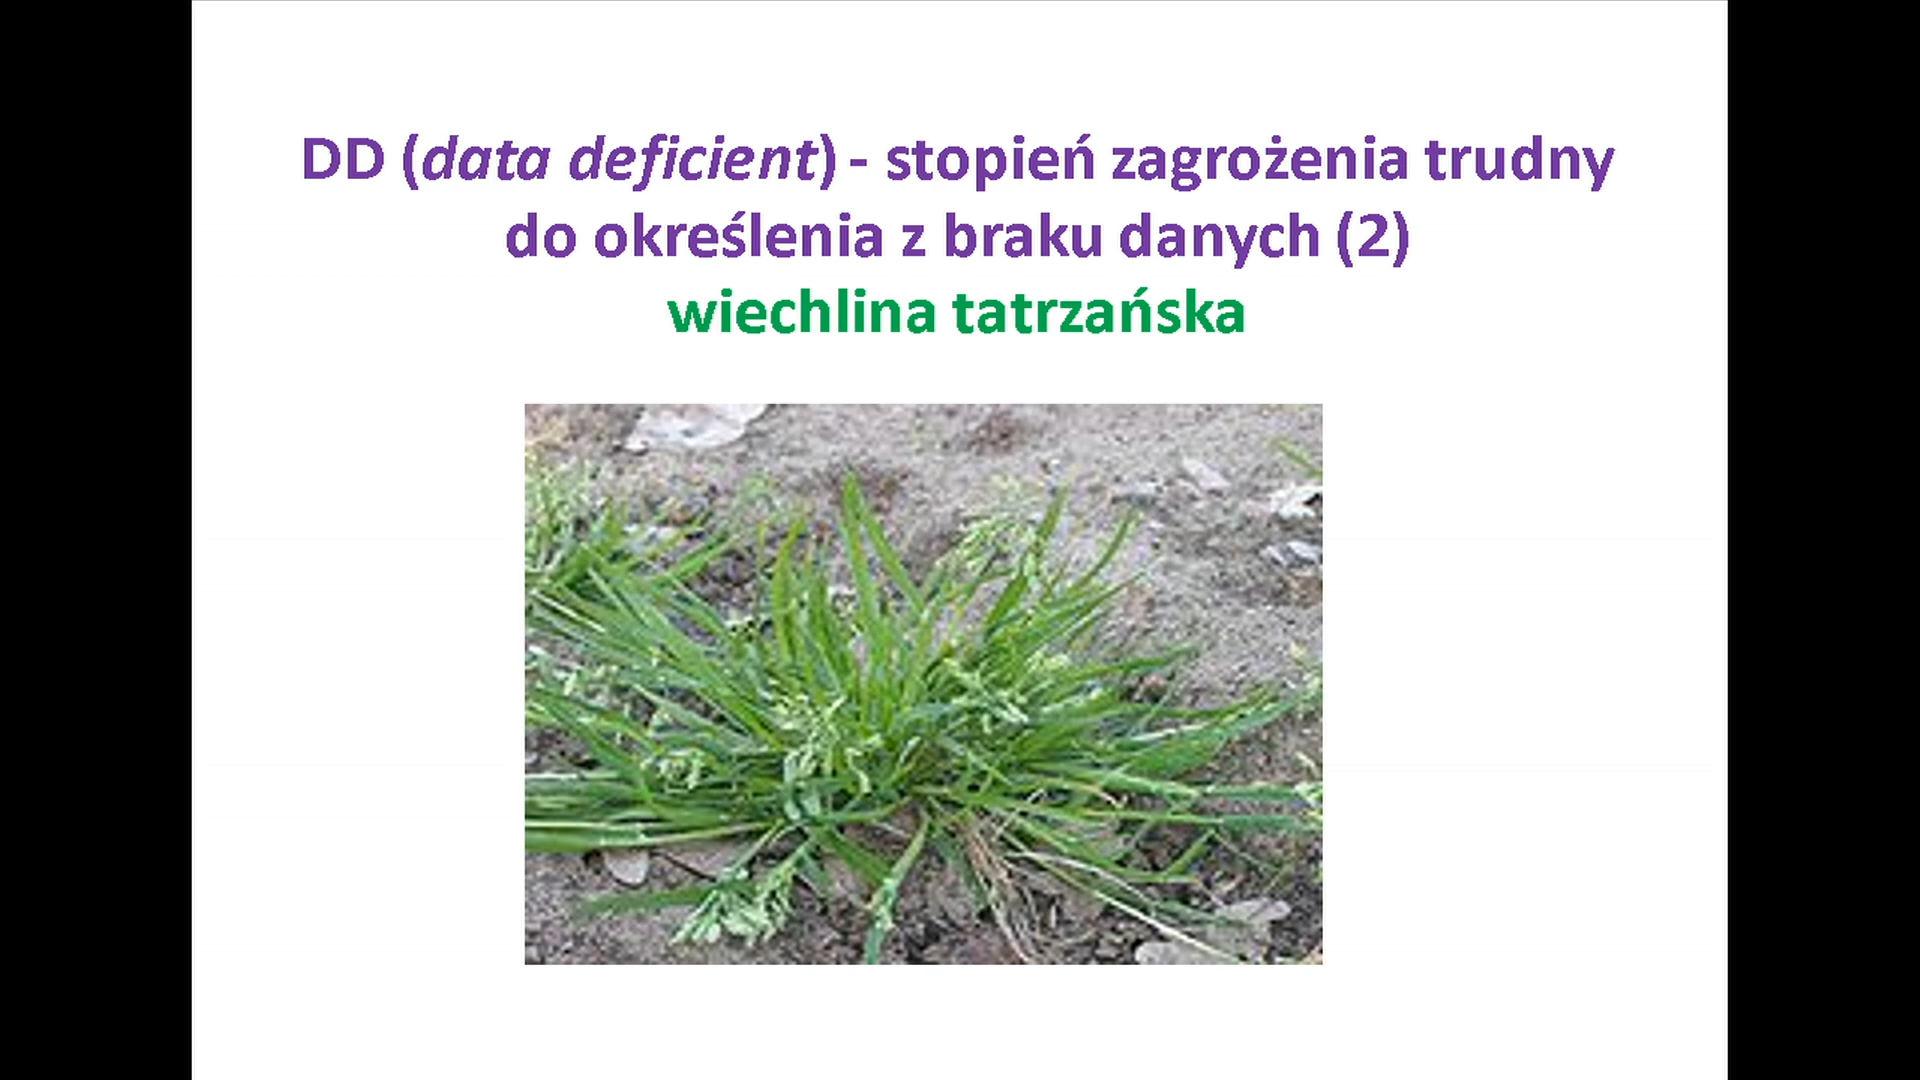 DD (data deficient) - stopień zagrożenia trudny
do określenia z braku danych (2)
wiechlina tatrzańska